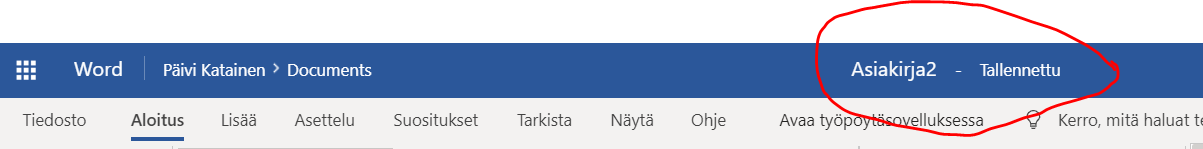 Word Päivi Katainen > Documents Asiakirja2 - Tallennettu
Tiedosto Aloitus Lisää Asettelu Suositukset Tarkista Näytä Ohje Avaa työpöytäsovelluksessa Kerro, mitä haluat